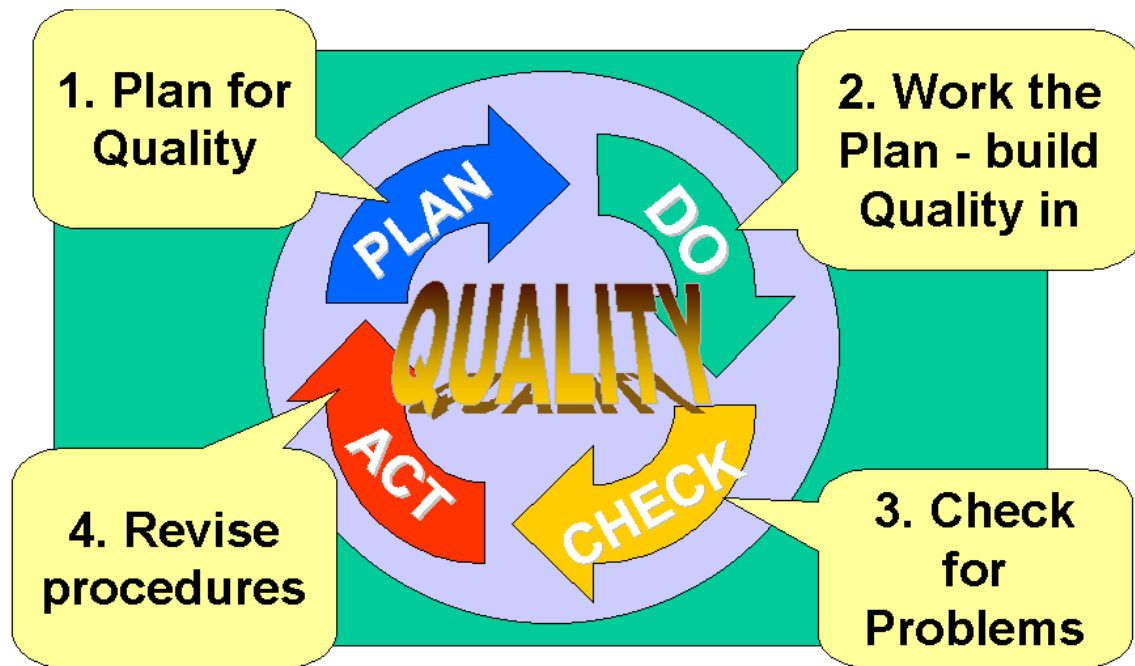 1. Plan for
Quality
2. Work the
Plan - build
Quality in
PLAN
DO
QUALITY
ACT
CHECK
4. Revise
procedures
3. Check
for
Problems